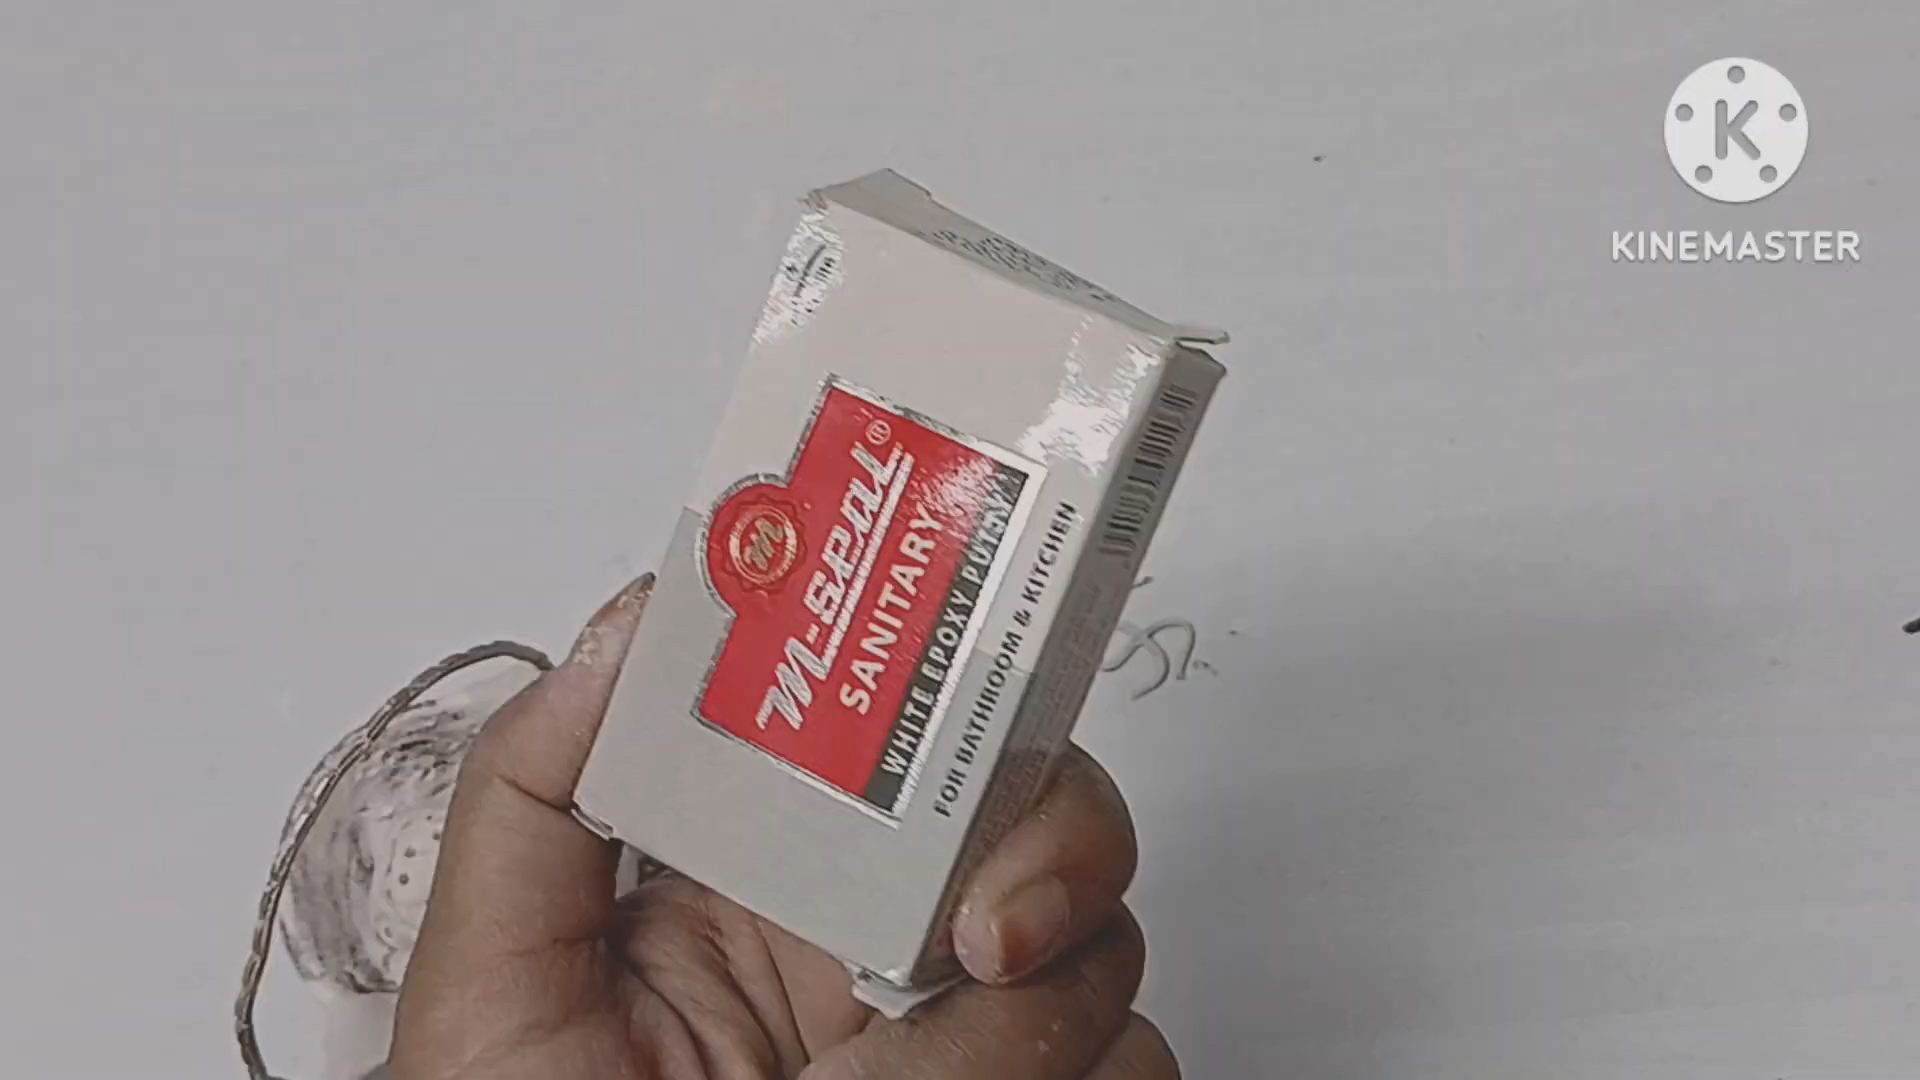 m-seal®
SANITARY
WHITE EPOXY PUTTY
FOR BATHROOM & KITCHEN
K
KINEMASTER